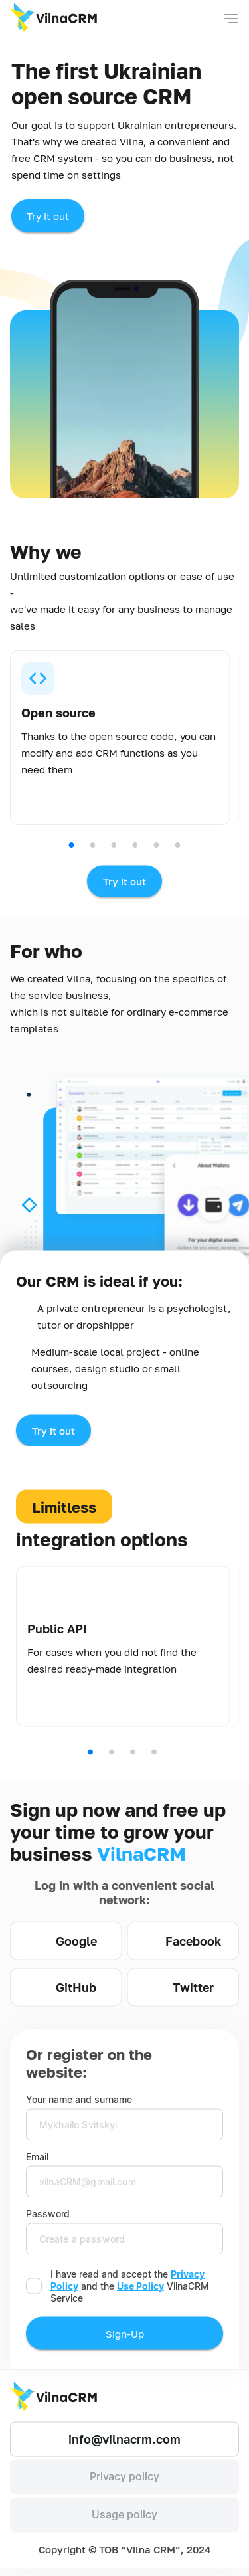 VilnaCRM
The first Ukrainian
open source CRM
Our goal is to support Ukrainian entrepreneurs.
That's why we created Vilna, a convenient and
free CRM system - so you can do business, not
spend time on settings
Try it out
Why we
Unlimited customization options or ease of use
-
we've made it easy for any business to manage
sales
Open source
Thanks to the open source code, you can
modify and add CRM functions as you
need them
Try it out
For who
We created Vilna, focusing on the specifics of
the service business,
which is not suitable for ordinary e-commerce
templates
About Wallets
For your digital assets
Our CRM is ideal if you:
A private entrepreneur is a psychologist,
tutor or dropshipper
Medium-scale local project - online
courses, design studio or small
outsourcing
Try it out
Limitless
integration options
Public API
For cases when you did not find the
desired ready-made integration
Sign up now and free up
your time to grow your
business VilnaCRM
Log in with a convenient social
network:
Google
Facebook
GitHub
Twitter
Or register on the
website:
Your name and surname
Mykhailo Svitskyi
Email
vilnaCRM@gmail.com
Password
Create a password
I have read and accept the Privacy
Policy and the Use Policy VilnaCRM
Service
Sign-Up
VilnaCRM
info@vilnacrm.com
Privacy policy
Usage policy
Copyright © ТОВ “Vilna CRM”, 2024